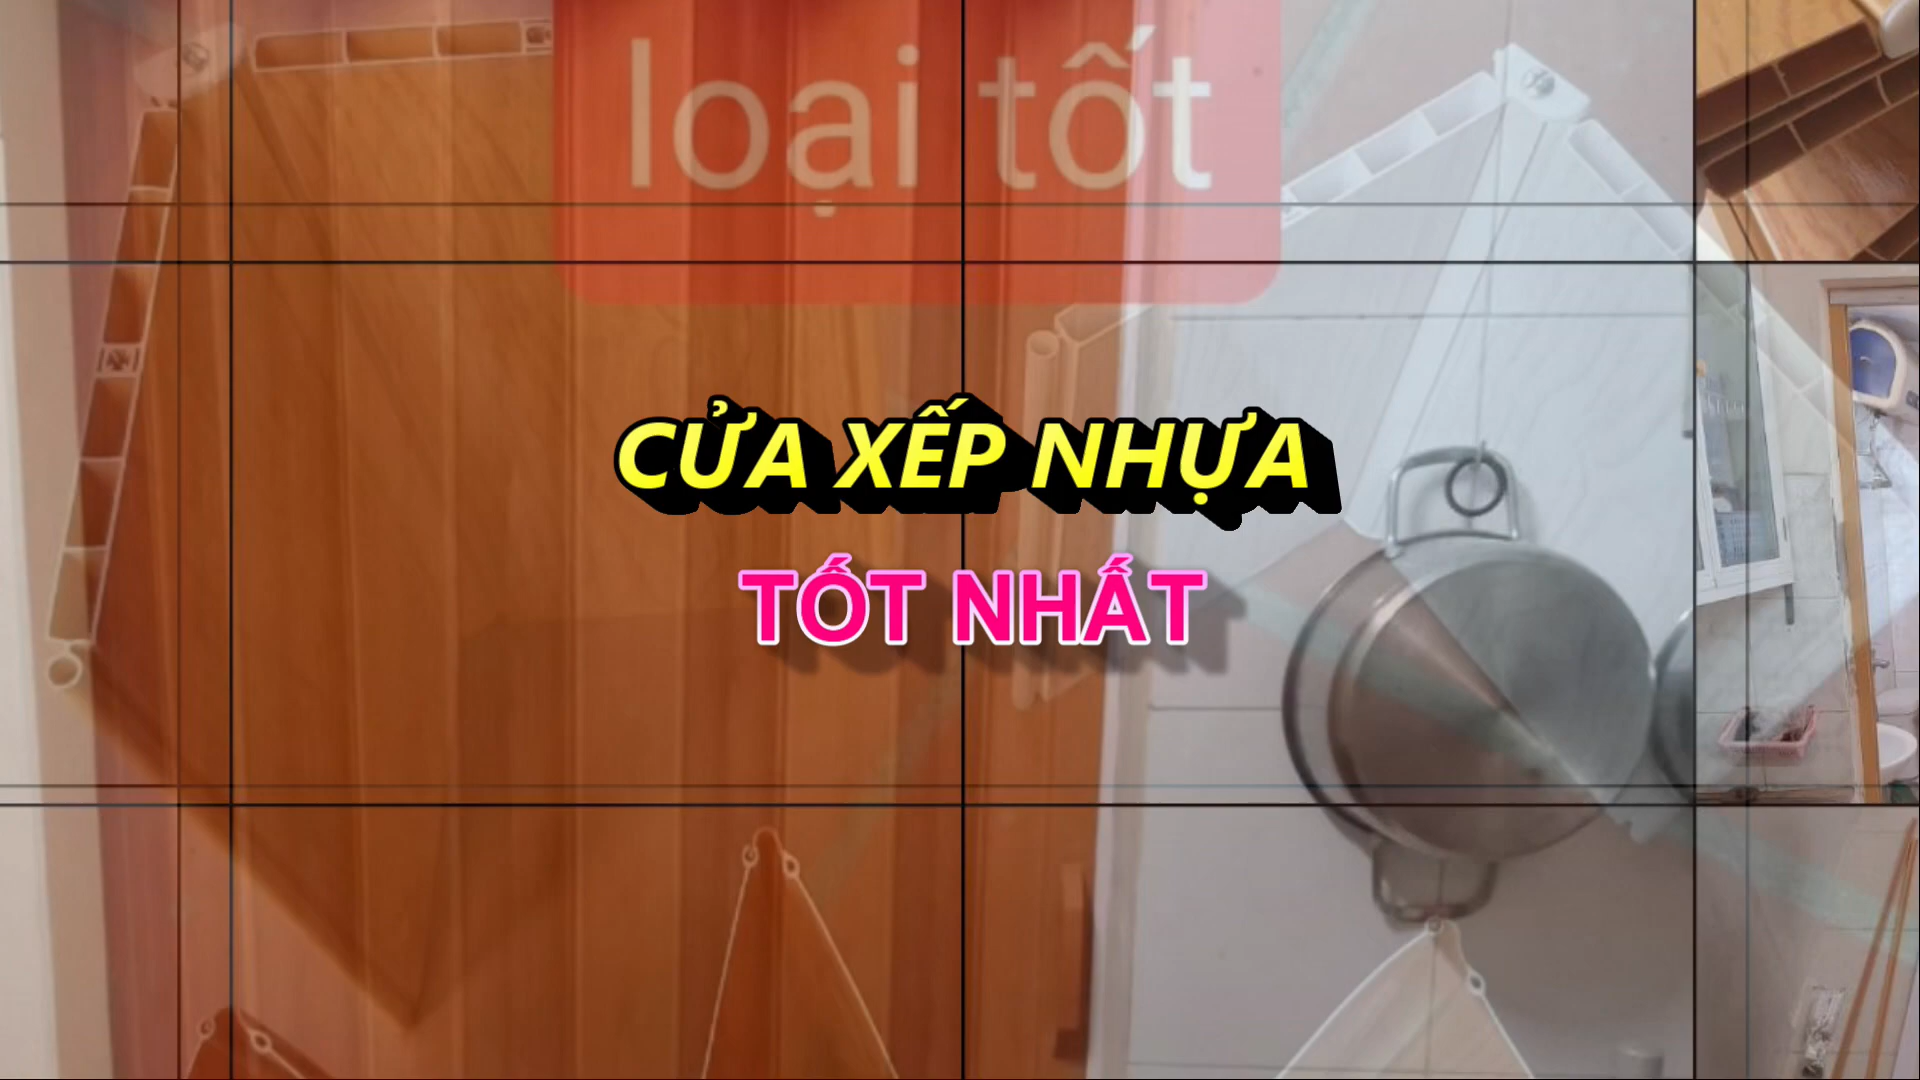 loại tốt
CỬA XẾP NHỰA
TỐT NHẤT